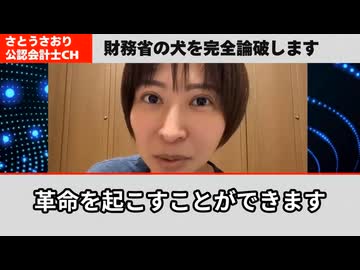 さとうさおり
公認会計士CH
財務省の犬を完全論破します
革命を起こすことができます